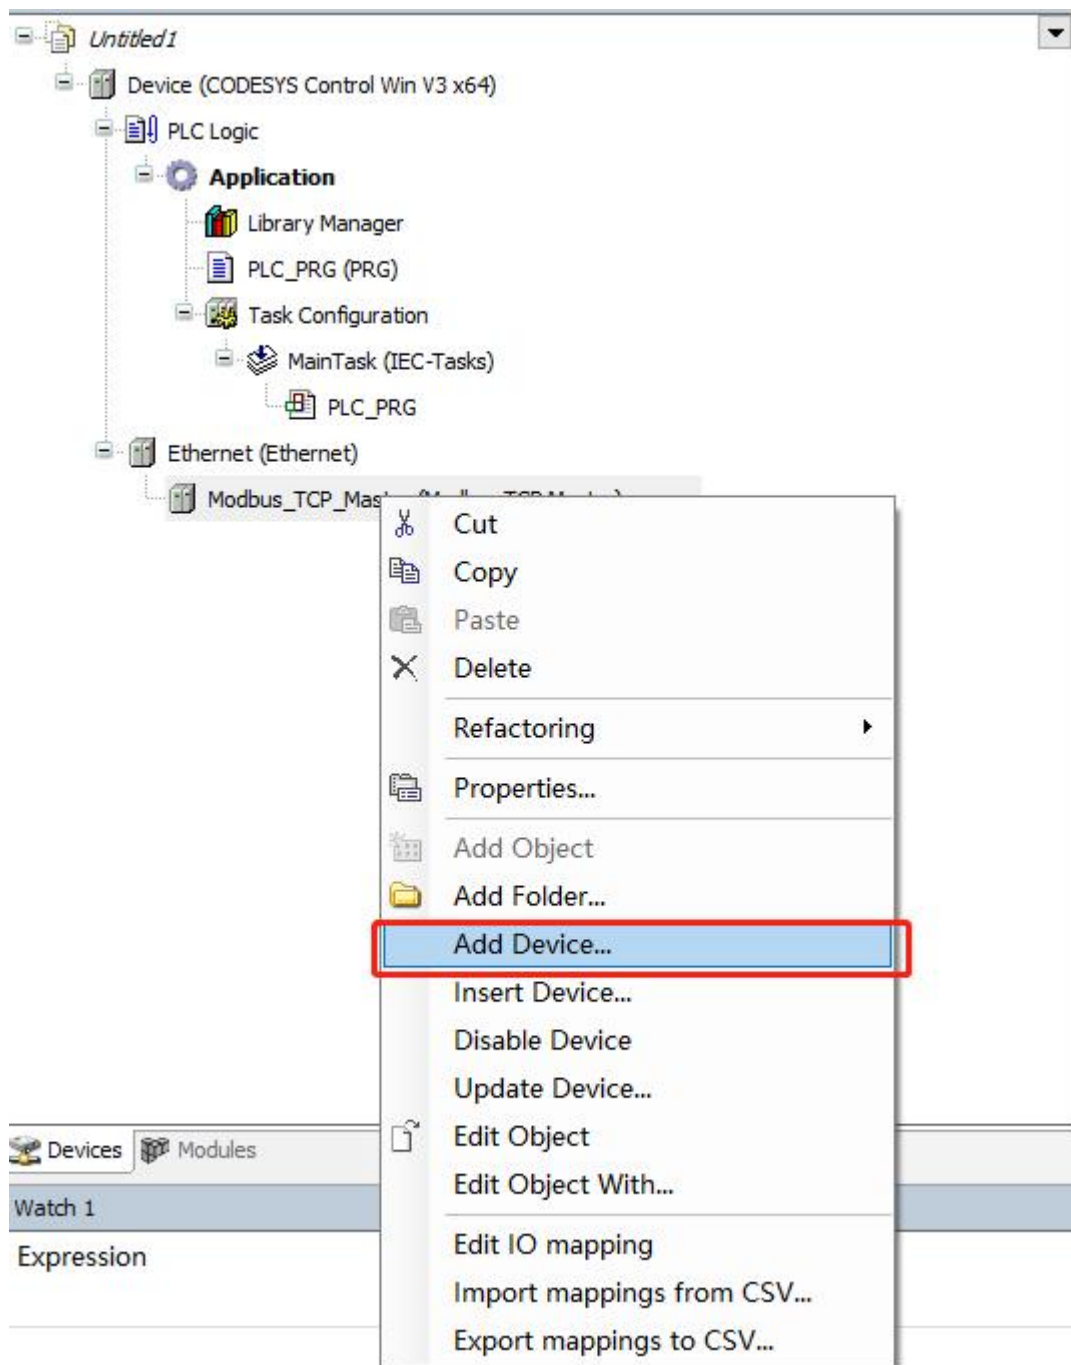 Untitled1
Device (CODESYS Control Win V3 x64)
PLC Logic
Application
Library Manager
PLC_PRG (PRG)
Task Configuration
MainTask (IEC-Tasks)
PLC_PRG
Ethernet (Ethernet)
Modbus_TCP_Mas
Cut
Copy
Paste
Delete
Refactoring
Properties...
Add Object
Add Folder...
Add Device...
Insert Device...
Disable Device
Update Device...
Edit Object
Edit Object With...
Edit IO mapping
Import mappings from CSV...
Export mappings to CSV...
Devices
Modules
Watch 1
Expression